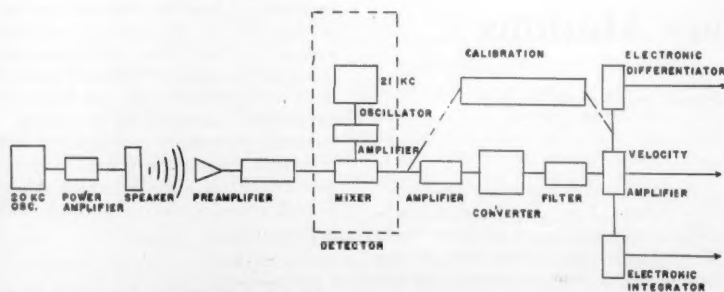 CALIBRATION
ELECTRONIC
DIFFERENTIATOR
21 KC
OSCILLATOR
AMPLIFIER
VELOCITY
AMPLIFIER
20 KC
OSC.
POWER
AMPLIFIER
SPEAKER
PREAMPLIFIER
MIXER
AMPLIFIER
CONVERTER
FILTER
DETECTOR
ELECTRONIC
INTEGRATOR